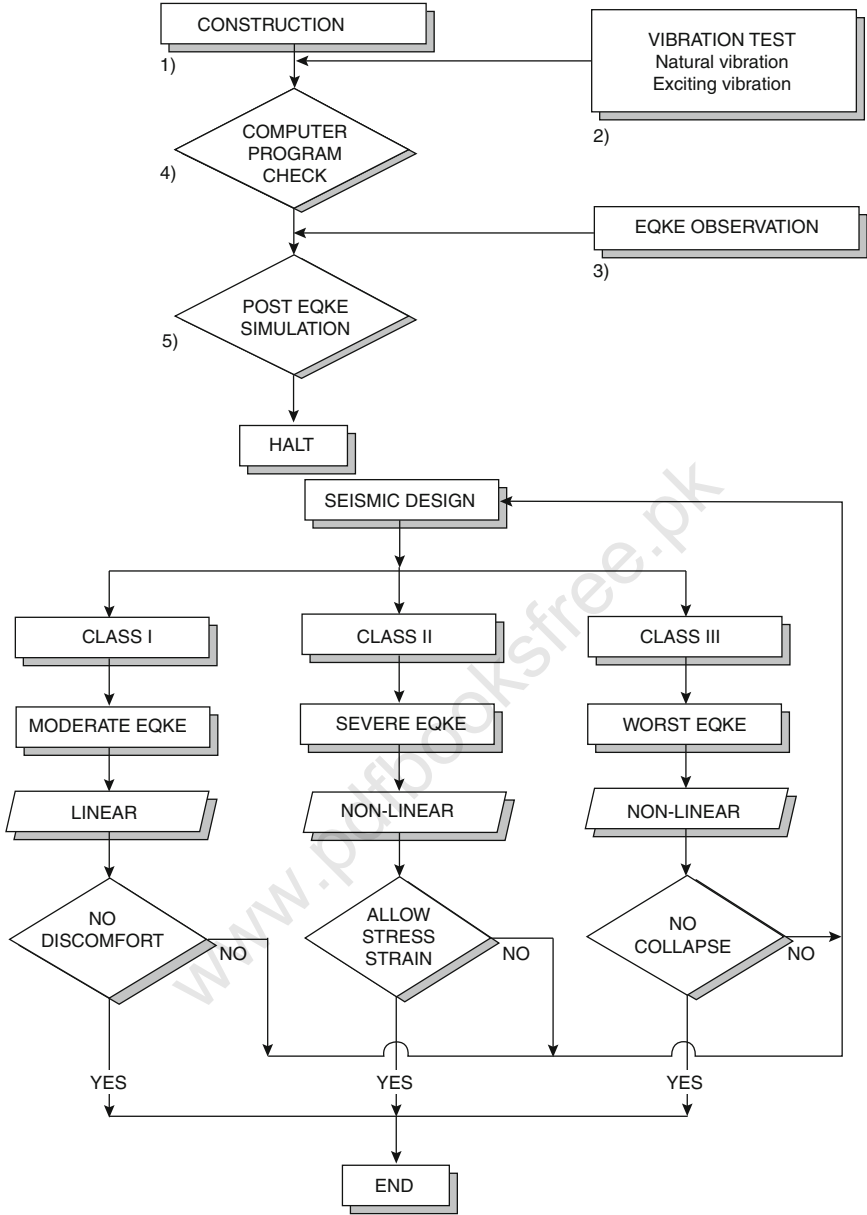 CONSTRUCTION
1)
VIBRATION TEST
Natural vibration
Exciting vibration
2)
COMPUTER
PROGRAM
CHECK
4)
EQKE OBSERVATION
3)
POST EQKE
SIMULATION
5)
HALT
SEISMIC DESIGN
CLASS I
CLASS II
CLASS III
MODERATE EQKE
SEVERE EQKE
WORST EQKE
LINEAR
NON-LINEAR
NON-LINEAR
NO
DISCOMFORT
NO
ALLOW
STRESS
STRAIN
NO
NO
COLLAPSE
NO
YES
YES
YES
END
www.pdfbooksfree.pk